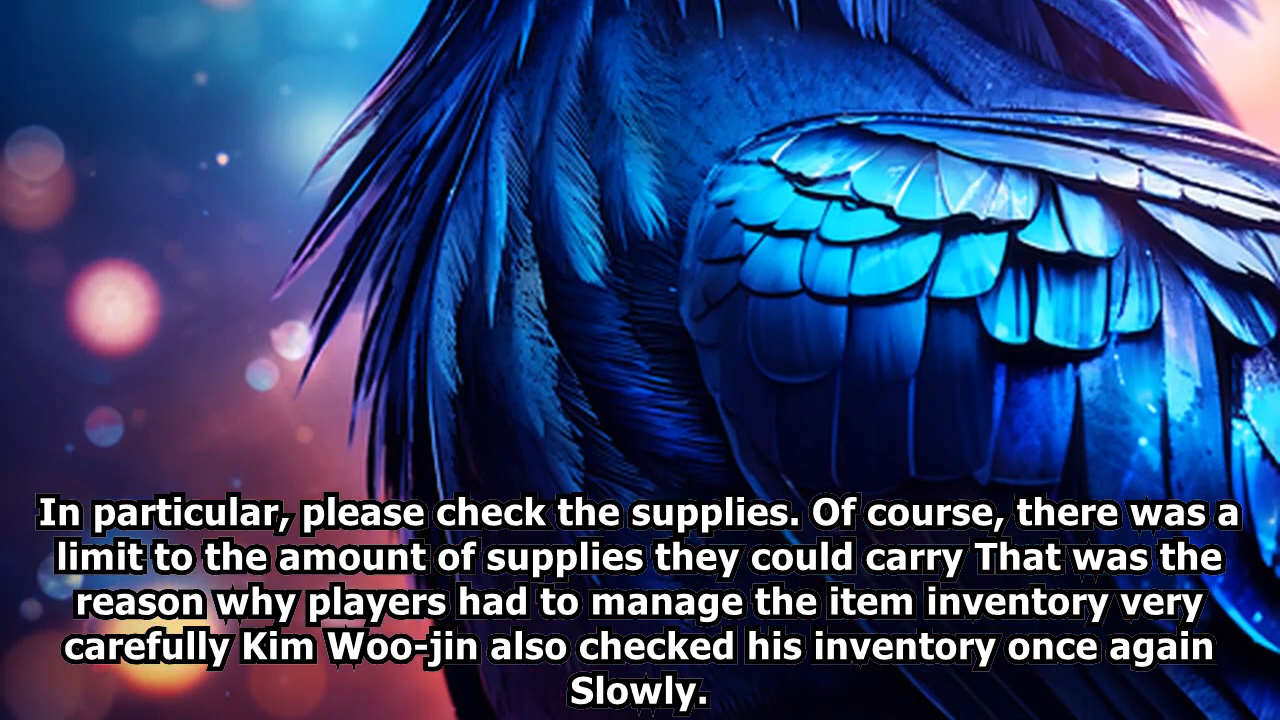 In particular, please check the supplies. Of course, there was a
limit to the amount of supplies they could carry That was the
reason why players had to manage the item inventory very
carefully Kim Woo-jin also checked his inventory once again
Slowly.